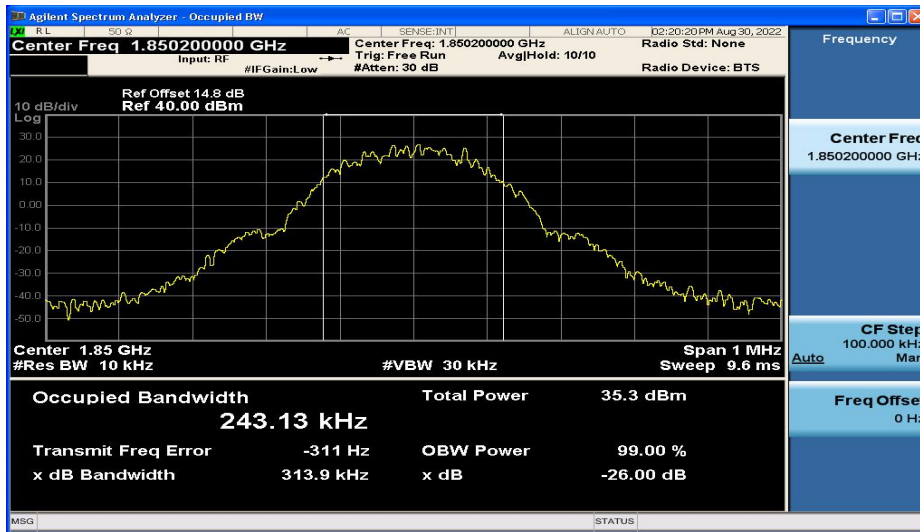 Agilent Spectrum Analyzer - Occupied BW
LXI RL 50 Ω AC SENSE:INT ALIGN AUTO 02:20:20 PM Aug 30, 2022
Center Freq 1.850200000 GHz Center Freq: 1.850200000 GHz Radio Std: None
Input: RF Trig: Free Run Avg|Hold: 10/10
#IFGain:Low #Atten: 30 dB Radio Device: BTS
Ref Offset 14.8 dB
10 dB/div Ref 40.00 dBm
Log
30.0
20.0
10.0
0.00
-10.0
-20.0
-30.0
-40.0
-50.0
Center 1.85 GHz Span 1 MHz
#Res BW 10 kHz #VBW 30 kHz Sweep 9.6 ms
Occupied Bandwidth Total Power 35.3 dBm
243.13 kHz
Transmit Freq Error -311 Hz OBW Power 99.00 %
x dB Bandwidth 313.9 kHz x dB -26.00 dB
MSG STATUS
Frequency
Center Freq
1.850200000 GHz
CF Step
100.000 kHz
Auto Man
Freq Offset
0 Hz